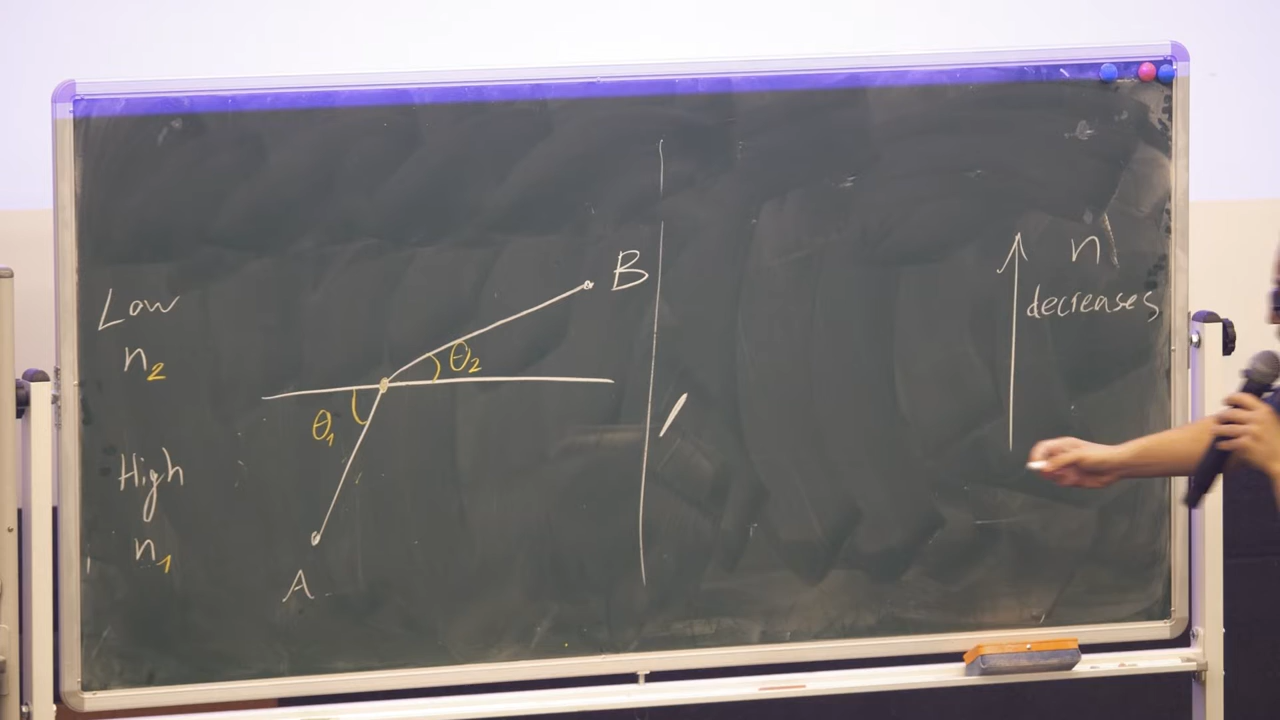 Low
n₂
High
n₁
A
B
θ₁
θ₂
n
decreases